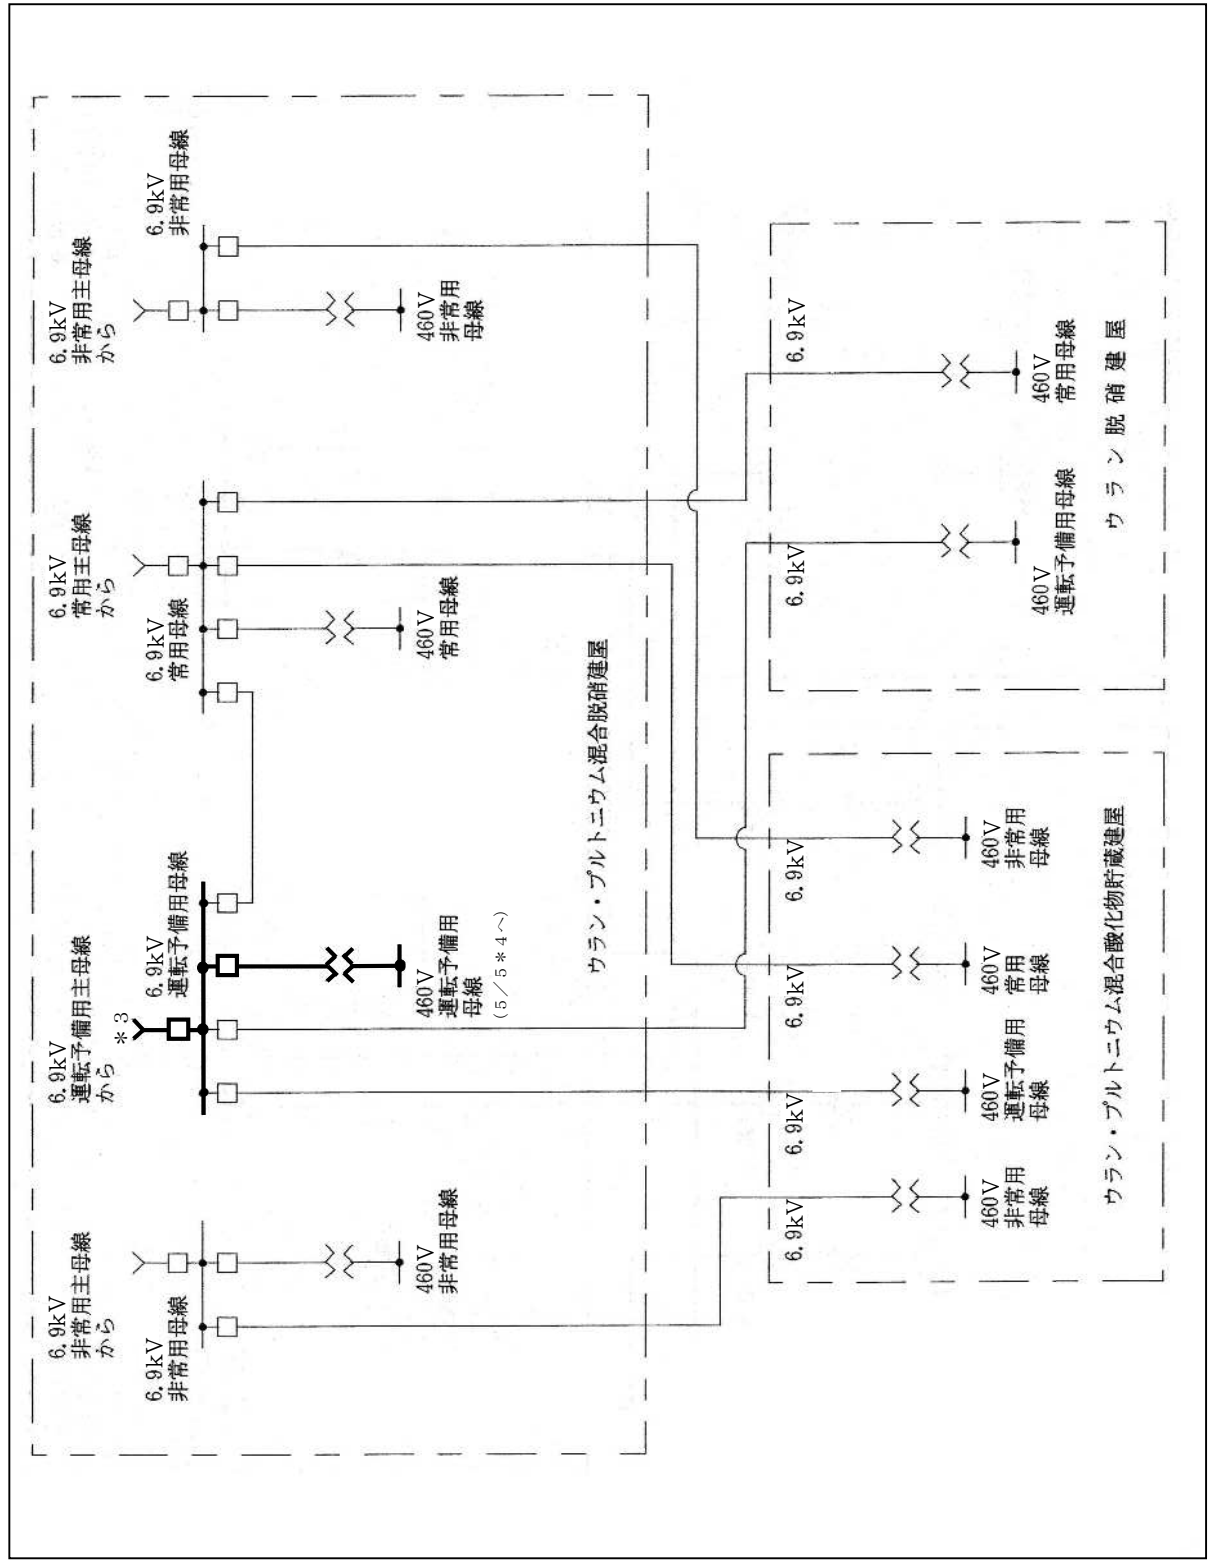 6.9kV
非常用主母線
から
6.9kV
非常用母線
460V
非常用母線
6.9kV
運転予備用主母線
から
*3
6.9kV
運転予備用母線
460V
運転予備用
母線
(5/5*4へ)
6.9kV
常用主母線
から
6.9kV
常用母線
460V
常用母線
6.9kV
非常用主母線
から
6.9kV
非常用母線
460V
非常用
母線
ウラン・プルトニウム混合脱硝建屋
6.9kV
460V
非常用
母線
6.9kV
460V
運転予備用
母線
6.9kV
460V
常用
母線
6.9kV
460V
非常用
母線
ウラン・プルトニウム混合酸化物貯蔵建屋
6.9kV
460V
運転予備用母線
6.9kV
460V
常用母線
ウラン脱硝建屋